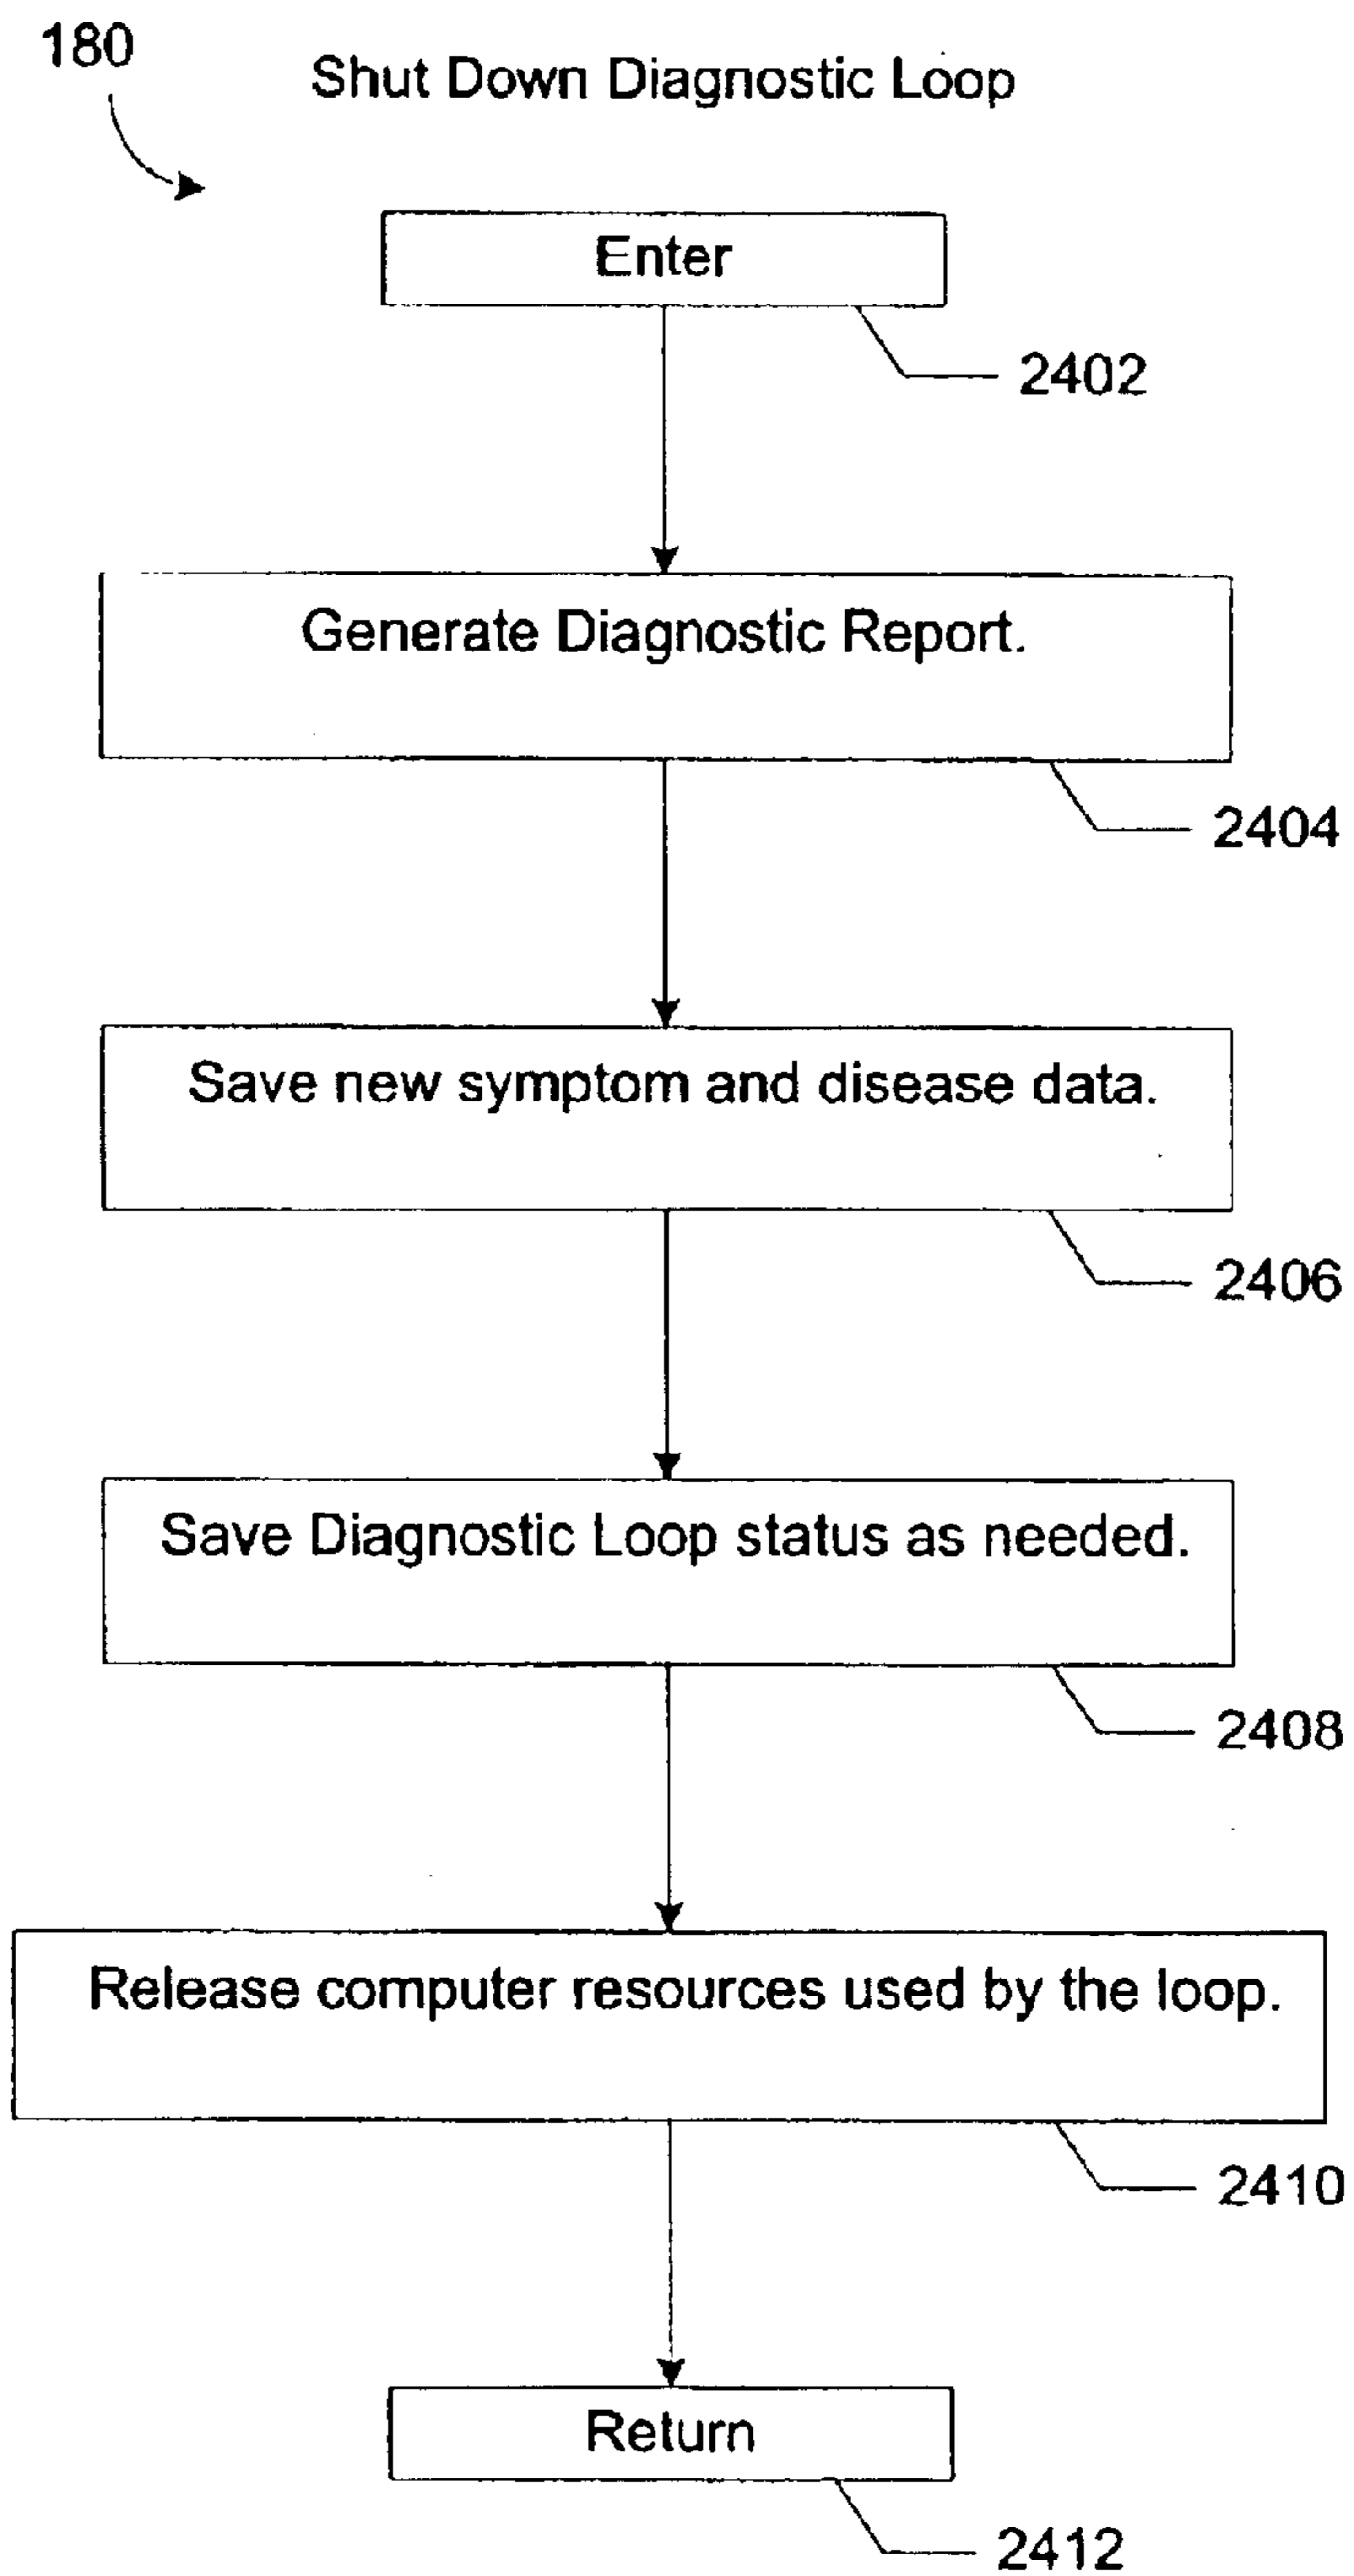 180
Shut Down Diagnostic Loop
Enter
2402
Generate Diagnostic Report.
2404
Save new symptom and disease data.
2406
Save Diagnostic Loop status as needed.
2408
Release computer resources used by the loop.
2410
Return
2412